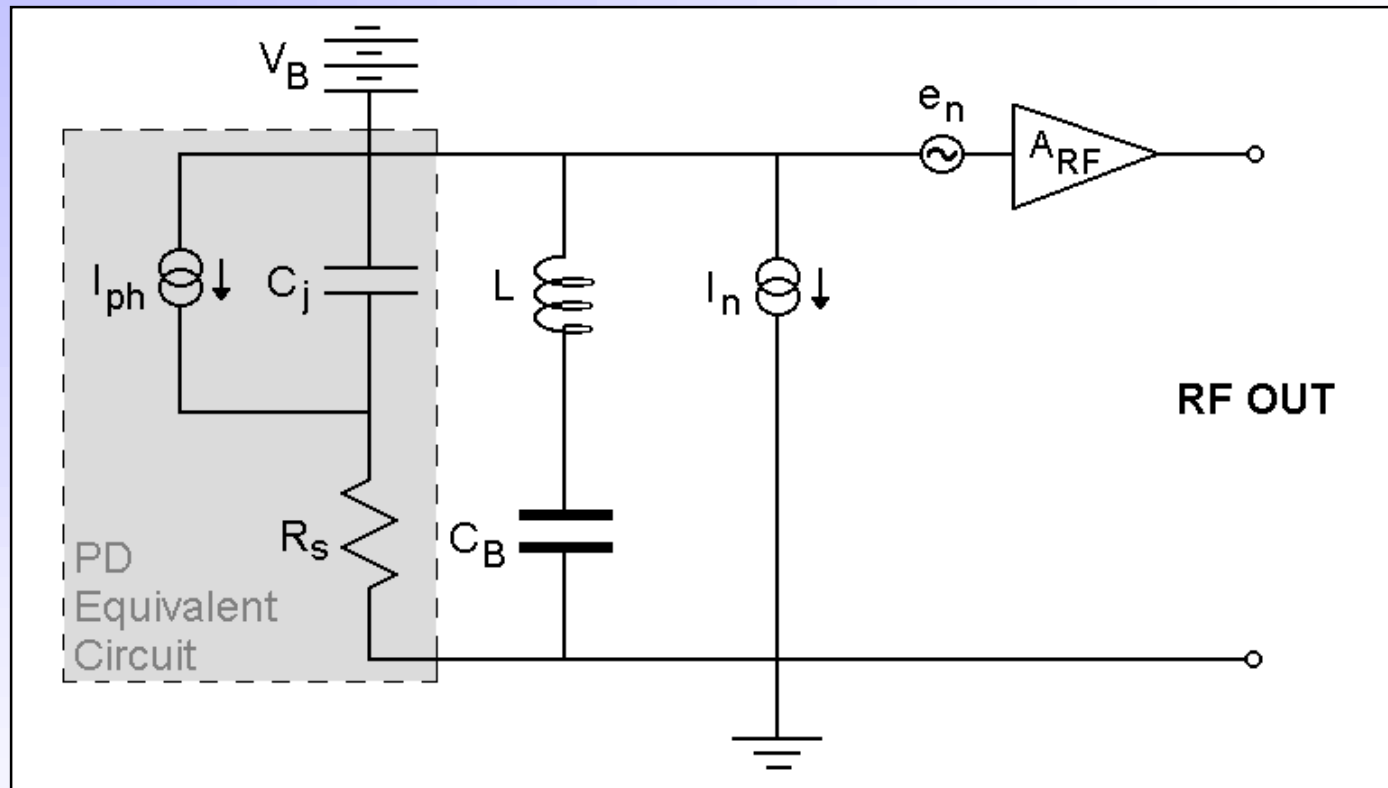 V_B
e_n
A_RF
I_ph
C_j
L
I_n
RF OUT
R_s
C_B
PD
Equivalent
Circuit